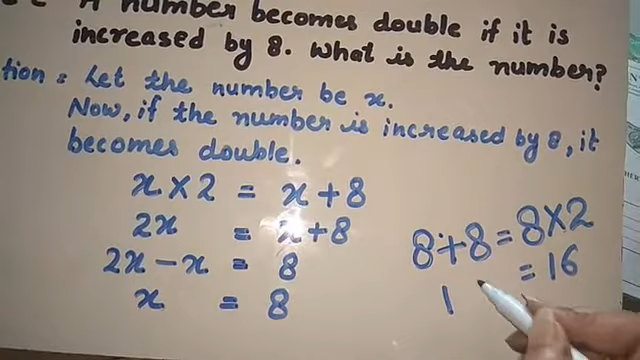 A number becomes double if it is
increased by 8. What is the number?
tion : Let the number be x.
Now, if the number is increased by 8, it
becomes double.
x × 2 = x + 8
2x = x + 8
2x - x = 8
x = 8
8 + 8 = 8 × 2
1 = 16